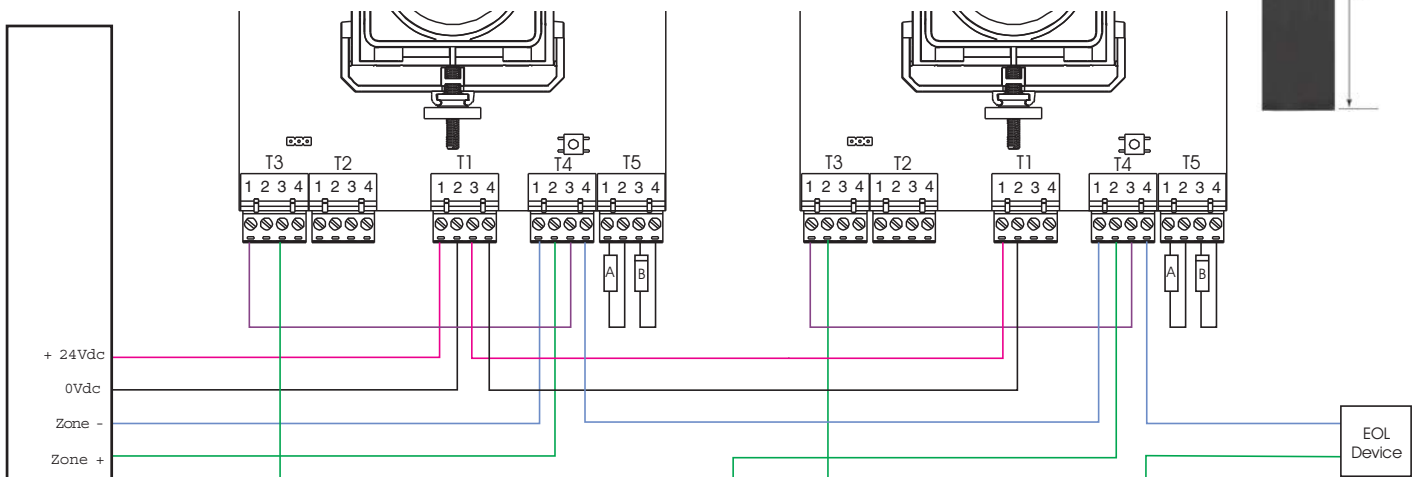 T3 T2 T1 T4 T5
1 2 3 4 1 2 3 4 1 2 3 4 1 2 3 4 1 2 3 4
A B
T3 T2 T1 T4 T5
1 2 3 4 1 2 3 4 1 2 3 4 1 2 3 4 1 2 3 4
A B
+ 24Vdc
0Vdc
Zone -
Zone +
EOL
Device